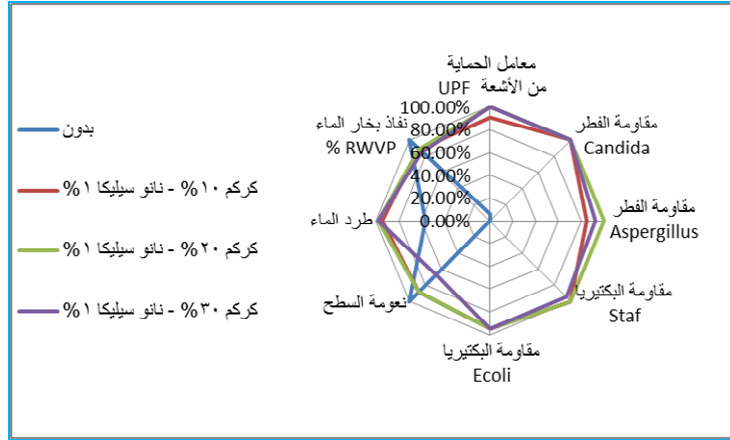 معامل الحماية
من الأشعة UPF
مقاومة الفطر
Candida
مقاومة الفطر
Aspergillus
مقاومة البكتيريا
Staf
مقاومة البكتيريا
Ecoli
نعومة السطح
طرد الماء
نفاذ بخار الماء
% RWVP
100.00%
80.00%
60.00%
40.00%
20.00%
0.00%
بدون
كركم ١٠% - نانو سيليكا ١%
كركم ٢٠% - نانو سيليكا ١%
كركم ٣٠% - نانو سيليكا ١%